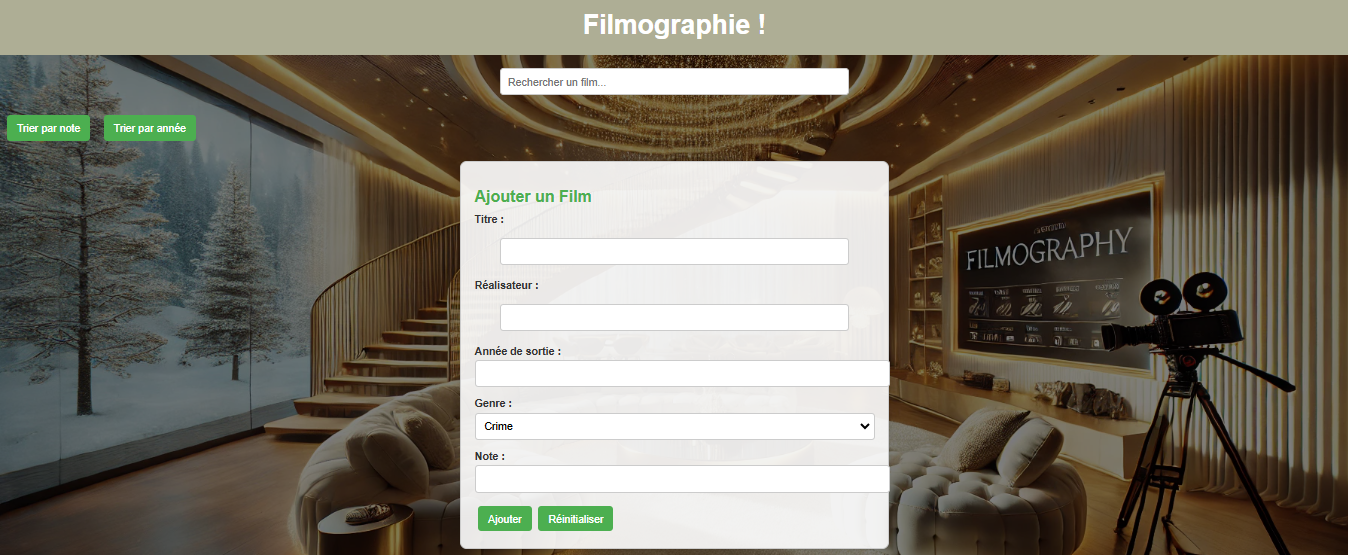 Filmographie !
Rechercher un film...
Trier par note
Trier par année
Ajouter un Film
Titre :
Réalisateur :
Année de sortie :
Genre :
Crime
Note :
Ajouter
Réinitialiser
FILMOGRAPHY